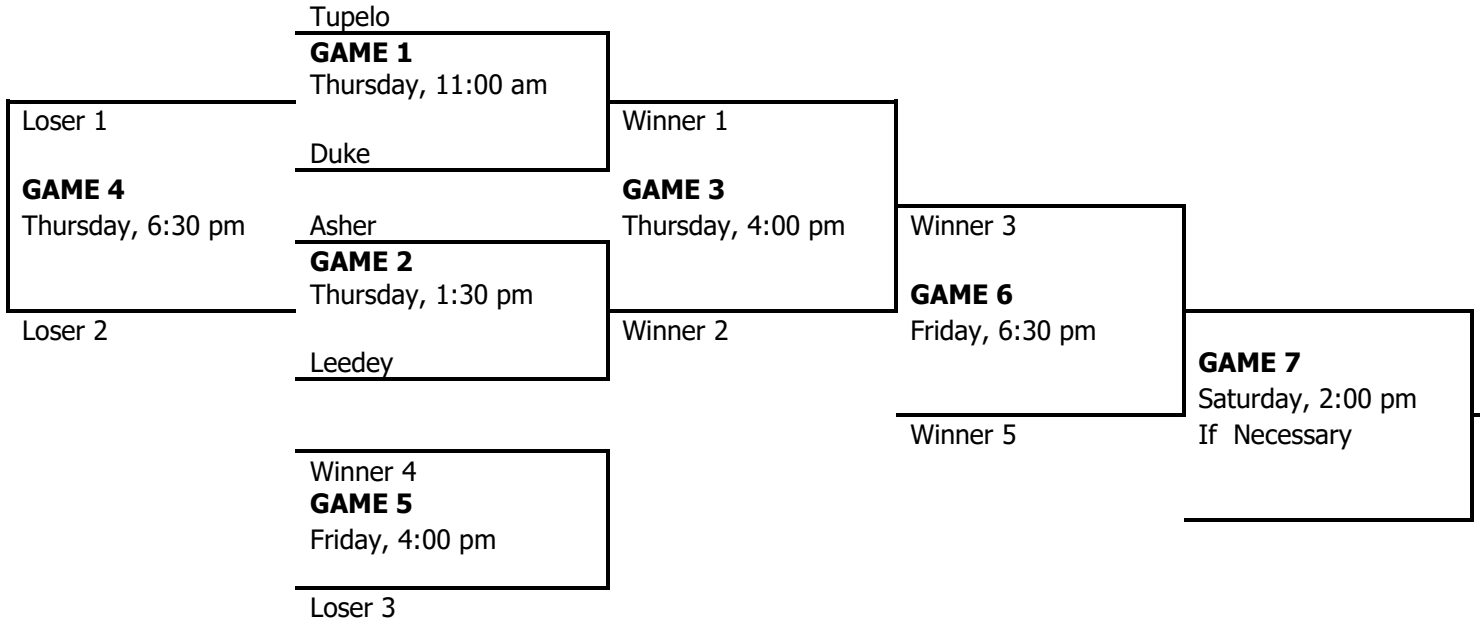 Tupelo
GAME 1
Thursday, 11:00 am
Duke
Loser 1
GAME 4
Thursday, 6:30 pm
Loser 2
Asher
GAME 2
Thursday, 1:30 pm
Leedey
Winner 4
GAME 5
Friday, 4:00 pm
Loser 3
Winner 1
GAME 3
Thursday, 4:00 pm
Winner 2
Winner 3
GAME 6
Friday, 6:30 pm
Winner 5
GAME 7
Saturday, 2:00 pm
If Necessary